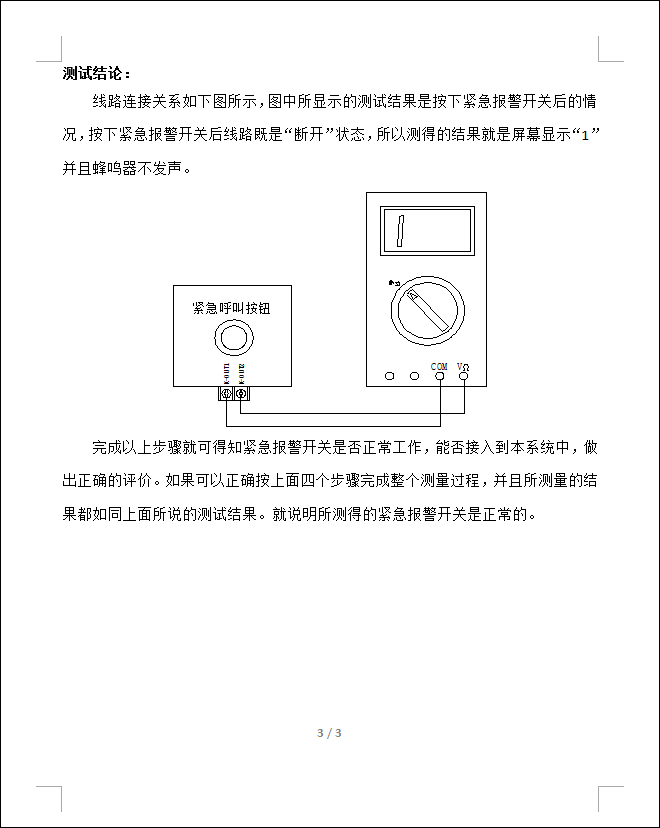 测试结论：
线路连接关系如下图所示，图中所显示的测试结果是按下紧急报警开关后的情
况，按下紧急报警开关后线路既是“断开”状态，所以测得的结果就是屏幕显示“1”
并且蜂鸣器不发声。
紧急呼叫按钮
K-OUT1
K-OUT2
COM
VΩ
完成以上步骤就可得知紧急报警开关是否正常工作，能否接入到本系统中，做
出正确的评价。如果可以正确按上面四个步骤完成整个测量过程，并且所测量的结
果都如同上面所说的测试结果。就说明所测得的紧急报警开关是正常的。
3 / 3